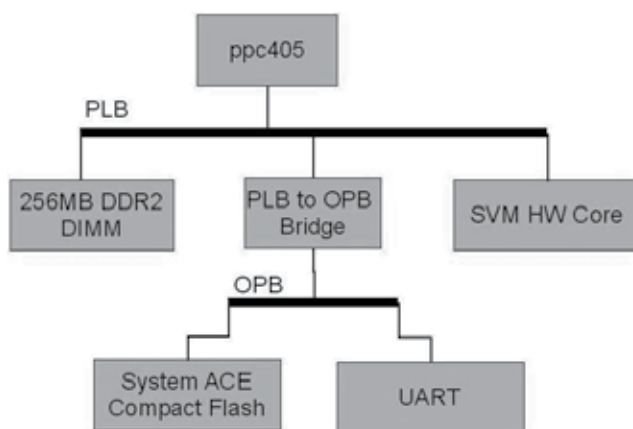 ppc405
PLB
256MB DDR2
DIMM
PLB to OPB
Bridge
SVM HW Core
OPB
System ACE
Compact Flash
UART